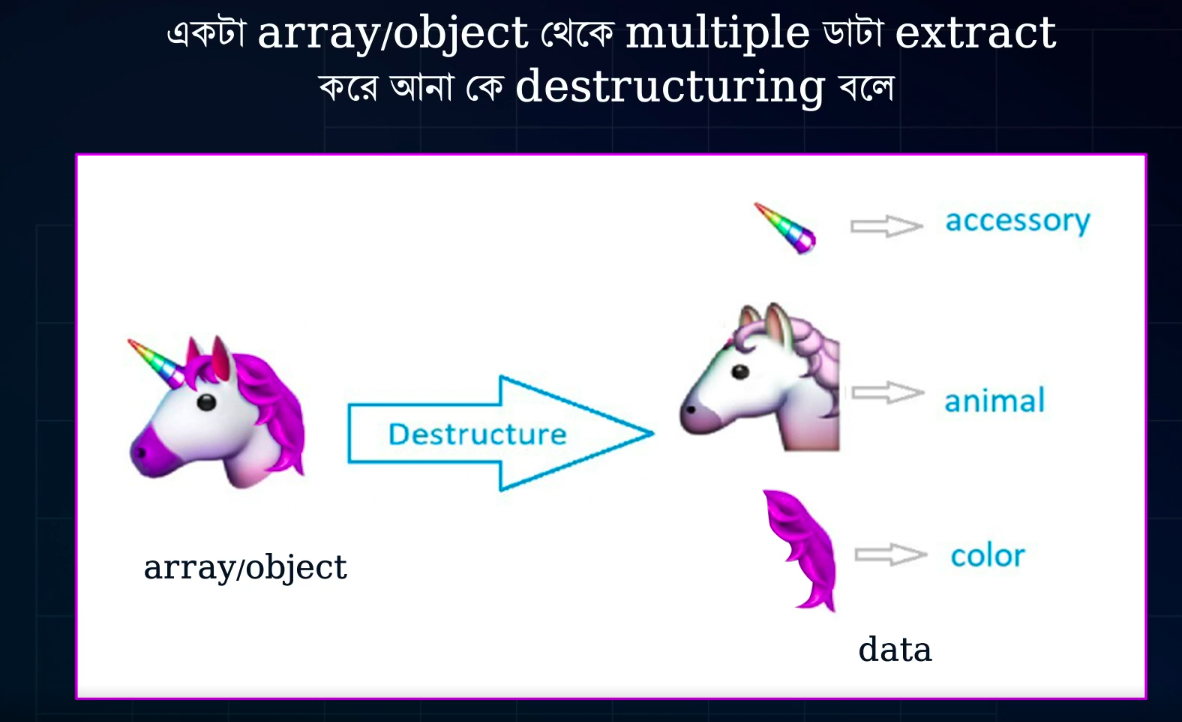 একটা array/object থেকে multiple ডাটা extract
করে আনা কে destructuring বলে
accessory
Destructure
animal
array/object
color
data